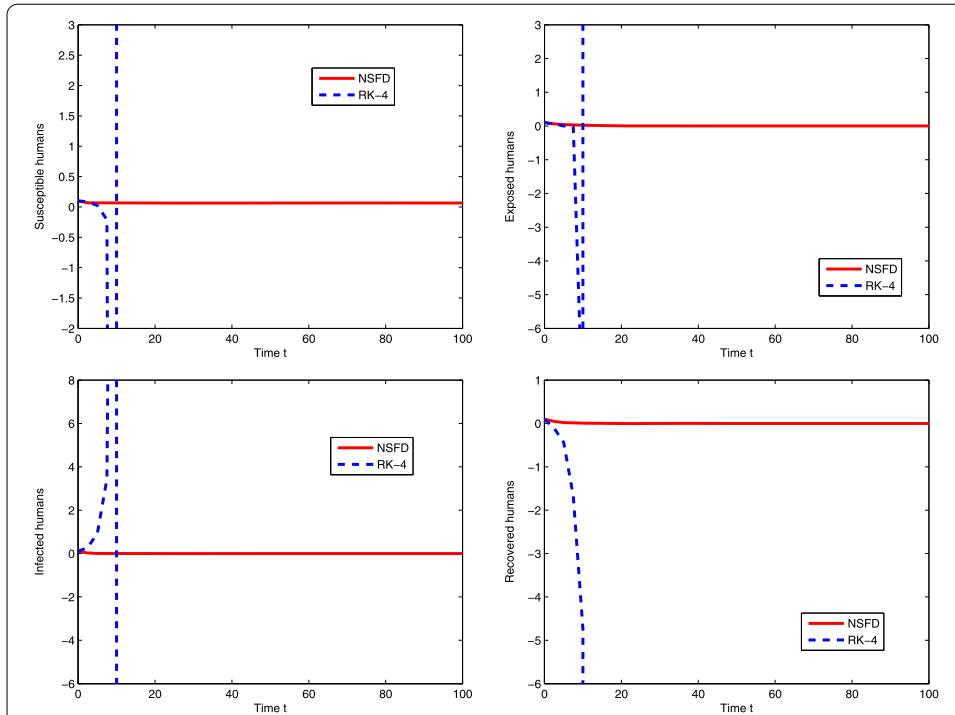 Susceptible humans
3
2.5
2
1.5
1
0.5
0
−0.5
−1
−1.5
−2
0 20 40 60 80 100
Time t
NSFD
RK−4
Exposed humans
3
2
1
0
−1
−2
−3
−4
−5
−6
0 20 40 60 80 100
Time t
NSFD
RK−4
Infected humans
8
6
4
2
0
−2
−4
−6
0 20 40 60 80 100
Time t
NSFD
RK−4
Recovered humans
1
0
−1
−2
−3
−4
−5
−6
0 20 40 60 80 100
Time t
NSFD
RK−4